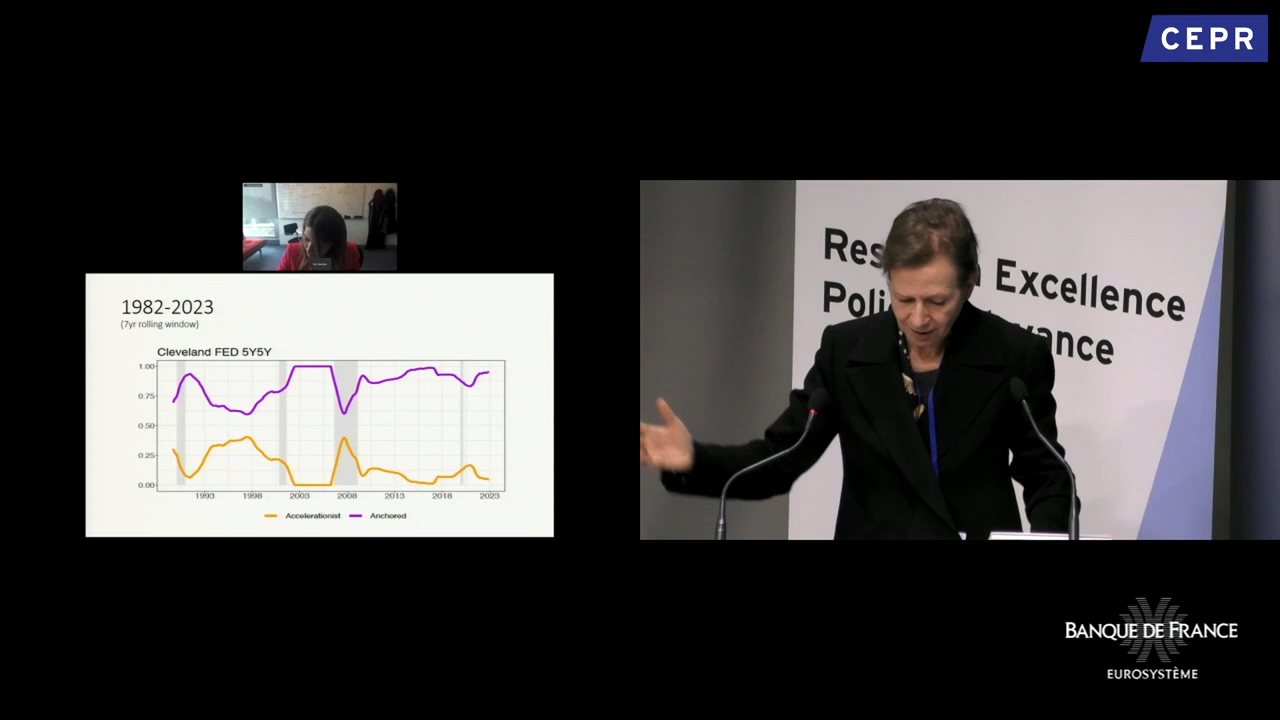 CEPR
1982-2023
(7yr rolling window)
Cleveland FED 5Y5Y
1.00
0.75
0.50
0.25
0.00
1993 1998 2003 2008 2013 2018 2023
Accelerationist Anchored
Excellence
BANQUE DE FRANCE
EUROSYSTÈME